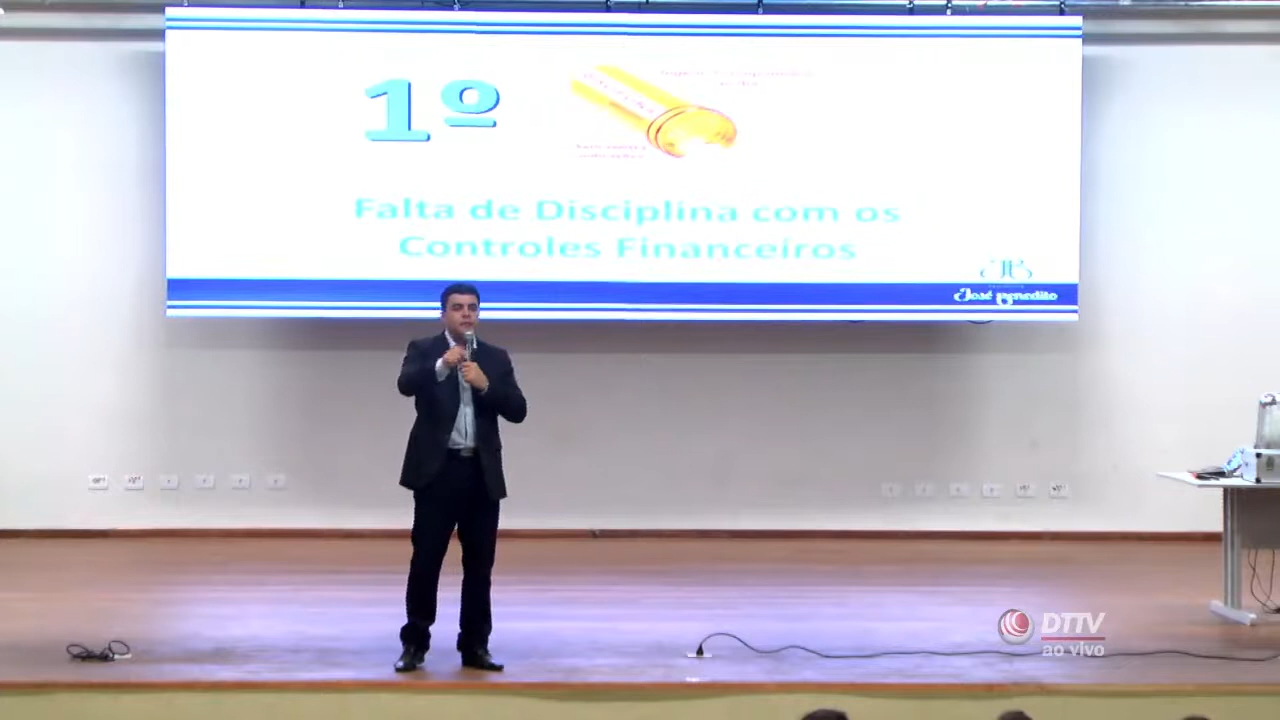 1º
Falta de Disciplina com os
Controles Financeiros
José Benedito
DTTV
ao vivo